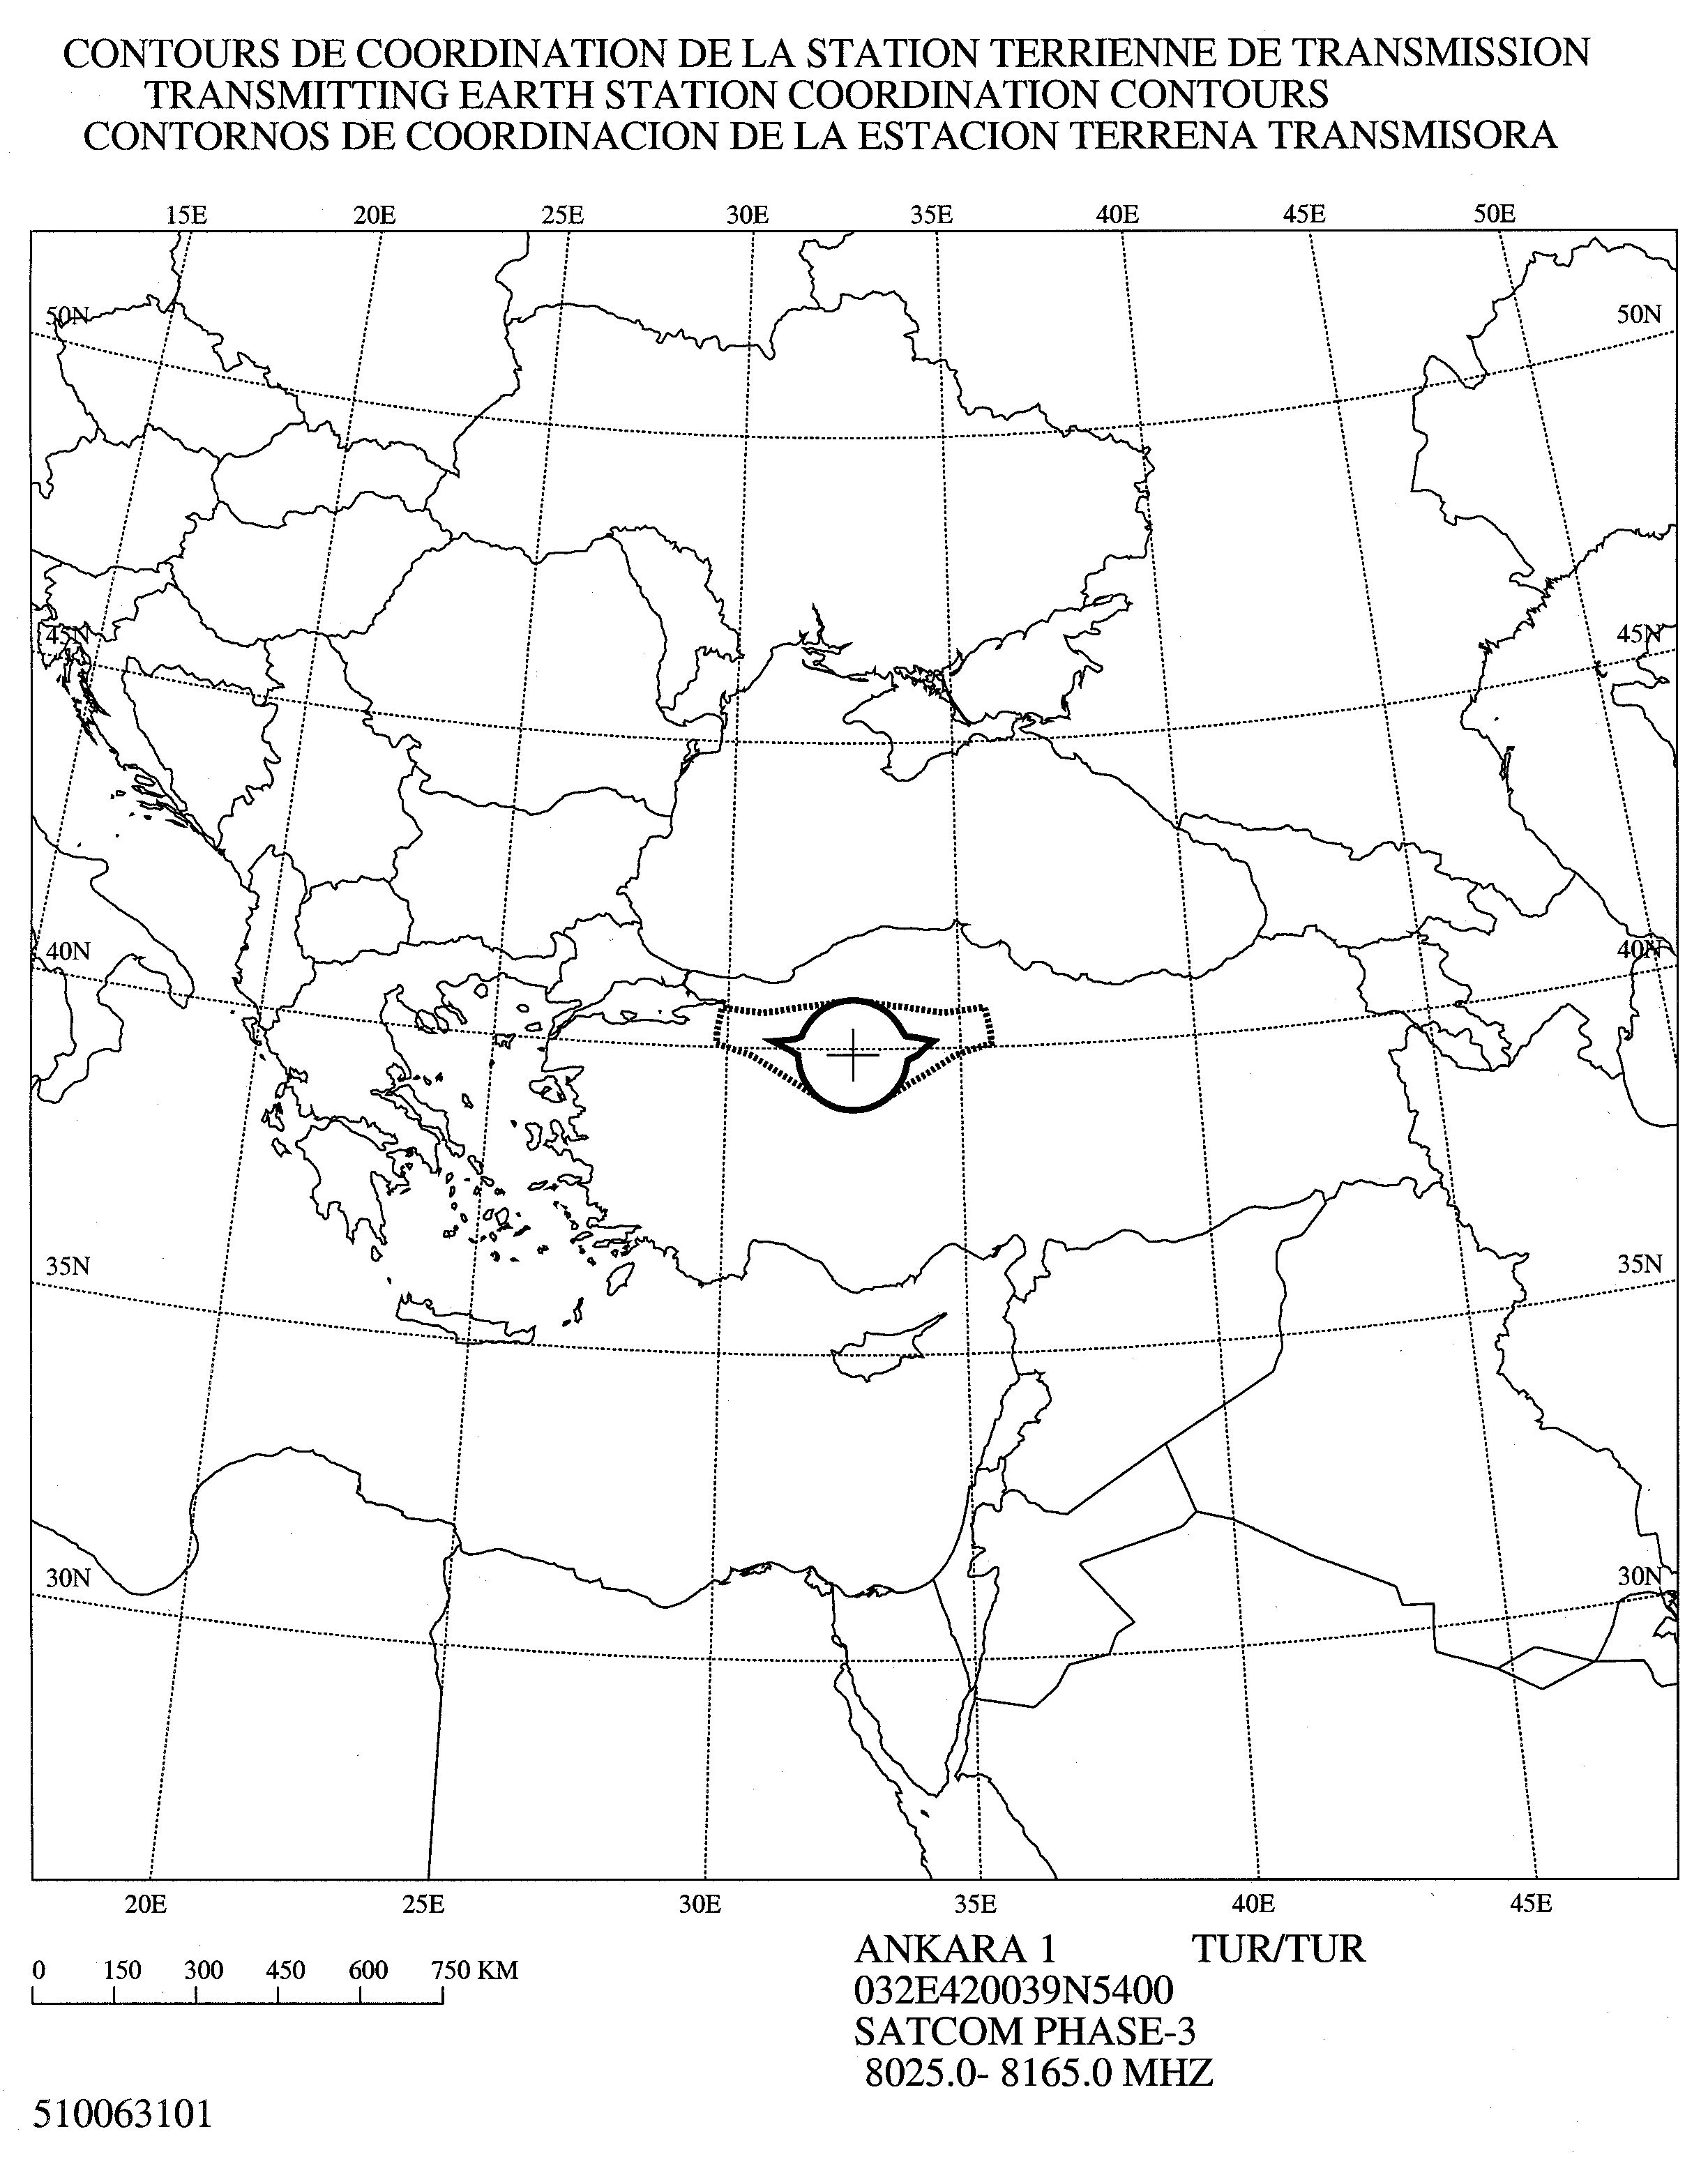 CONTOURS DE COORDINATION DE LA STATION TERRIENNE DE TRANSMISSION
TRANSMITTING EARTH STATION COORDINATION CONTOURS
CONTORNOS DE COORDINACION DE LA ESTACION TERRENA TRANSMISORA
15E 20E 25E 30E 35E 40E 45E 50E
50N 50N
45N 45N
40N 40N
35N 35N
30N 30N
20E 25E 30E 35E 40E 45E
0 150 300 450 600 750 KM
ANKARA 1 TUR/TUR
032E420039N5400
SATCOM PHASE-3
8025.0- 8165.0 MHZ
510063101